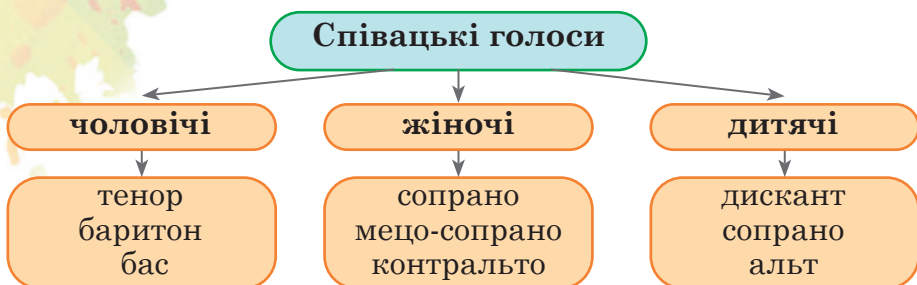 Співацькі голоси
чоловічі
жіночі
дитячі
тенор
баритон
бас
сопрано
мецо-сопрано
контральто
дискант
сопрано
альт